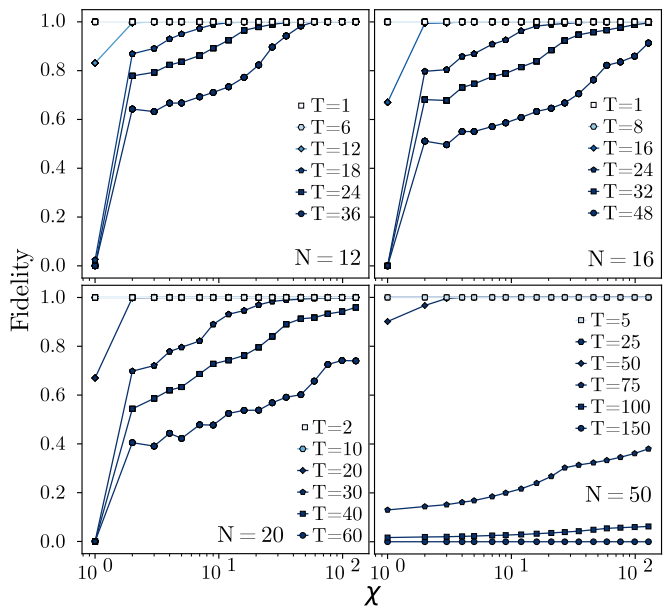 1.0
0.8
0.6
0.4
0.2
0.0
T=1
T=6
T=12
T=18
T=24
T=36
N = 12
T=1
T=8
T=16
T=24
T=32
T=48
N = 16
Fidelity
1.0
0.8
0.6
0.4
0.2
0.0
T=2
T=10
T=20
T=30
T=40
T=60
N = 20
10^0
10^1
10^2
T=5
T=25
T=50
T=75
T=100
T=150
N = 50
10^0
10^1
10^2
χ